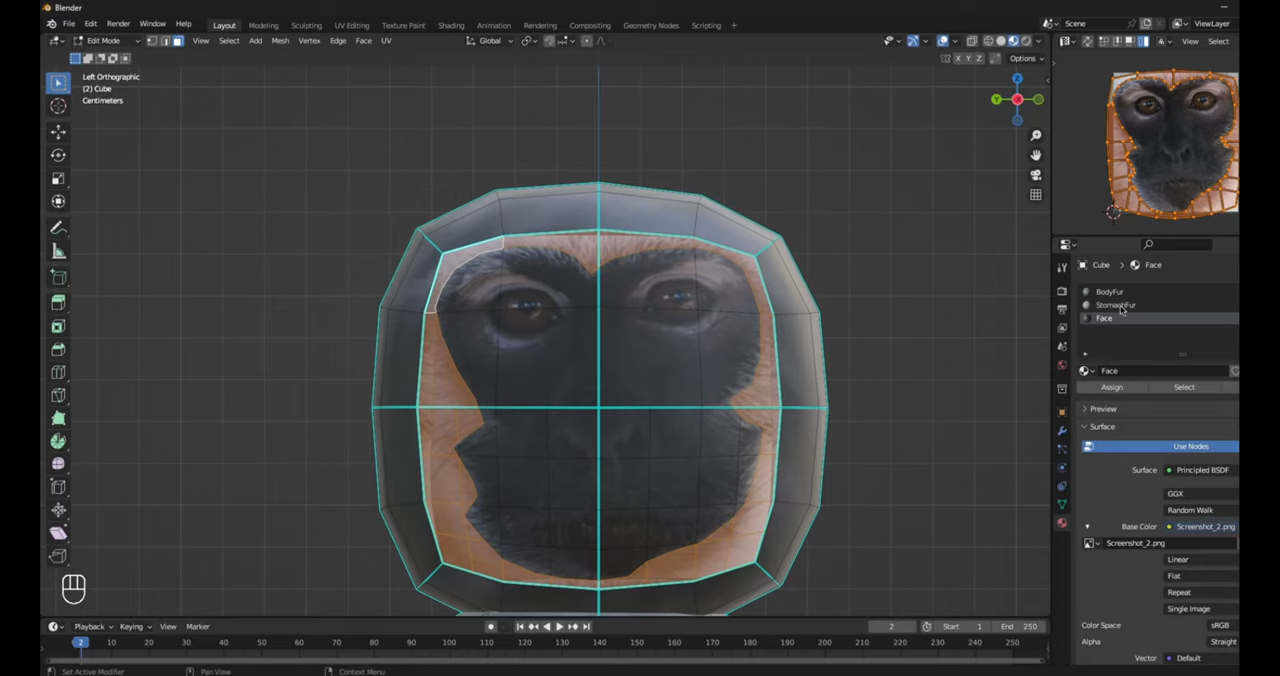 Blender
File Edit Render Window Help Layout Modeling Sculpting UV Editing Texture Paint Shading Animation Rendering Compositing Geometry Nodes Scripting + Scene ViewLayer
Edit Mode View Select Add Mesh Vertex Edge Face UV Global View Select
X Y Z Options
Left Orthographic
(2) Cube
Centimeters
Z
Y X
Cube > Face
BodyFur
StomachFur
Face
Face
Assign Select
Preview
Surface
Use Nodes
Surface Principled BSDF
GGX
Random Walk
Base Color Screenshot_2.png
Screenshot_2.png
Linear
Flat
Repeat
Single Image
Color Space sRGB
Alpha Straight
Vector Default
Playback Keying View Marker 2 Start 1 End 250
2 10 20 30 40 50 60 70 80 90 100 110 120 130 140 150 160 170 180 190 200 210 220 230 240 250
Set Active Modifier Pan View Context Menu